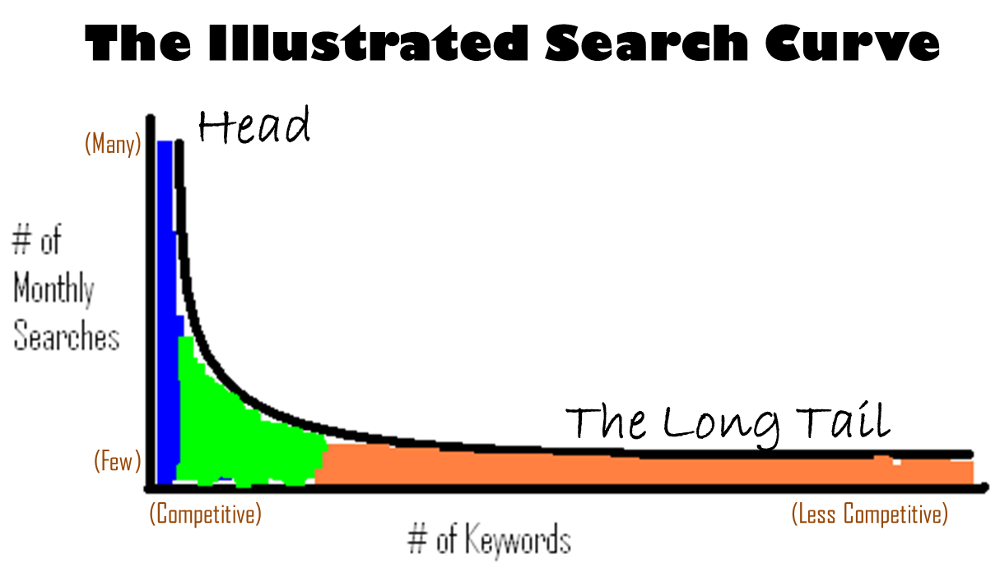 The Illustrated Search Curve
Head
(Many)
# of
Monthly
Searches
The Long Tail
(Few)
(Competitive)
(Less Competitive)
# of Keywords